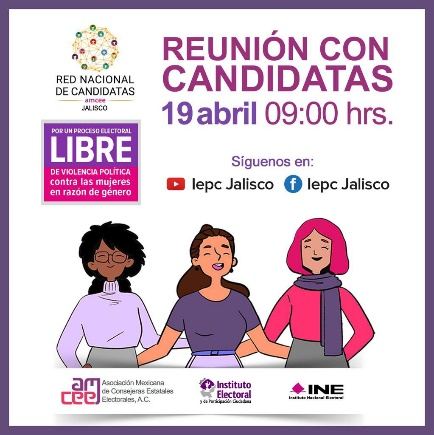 RED NACIONAL
DE CANDIDATAS
amcee
JALISCO
REUNIÓN CON
CANDIDATAS
19 abril 09:00 hrs.
POR UN PROCESO ELECTORAL
LIBRE
DE VIOLENCIA POLÍTICA
contra las mujeres
en razón de género
Síguenos en:
Iepc Jalisco
Iepc Jalisco
am
cee
Asociación Mexicana
de Consejeras Estatales
Electorales, A.C.
Instituto
Electoral
y de Participación Ciudadana
INE
Instituto Nacional Electoral